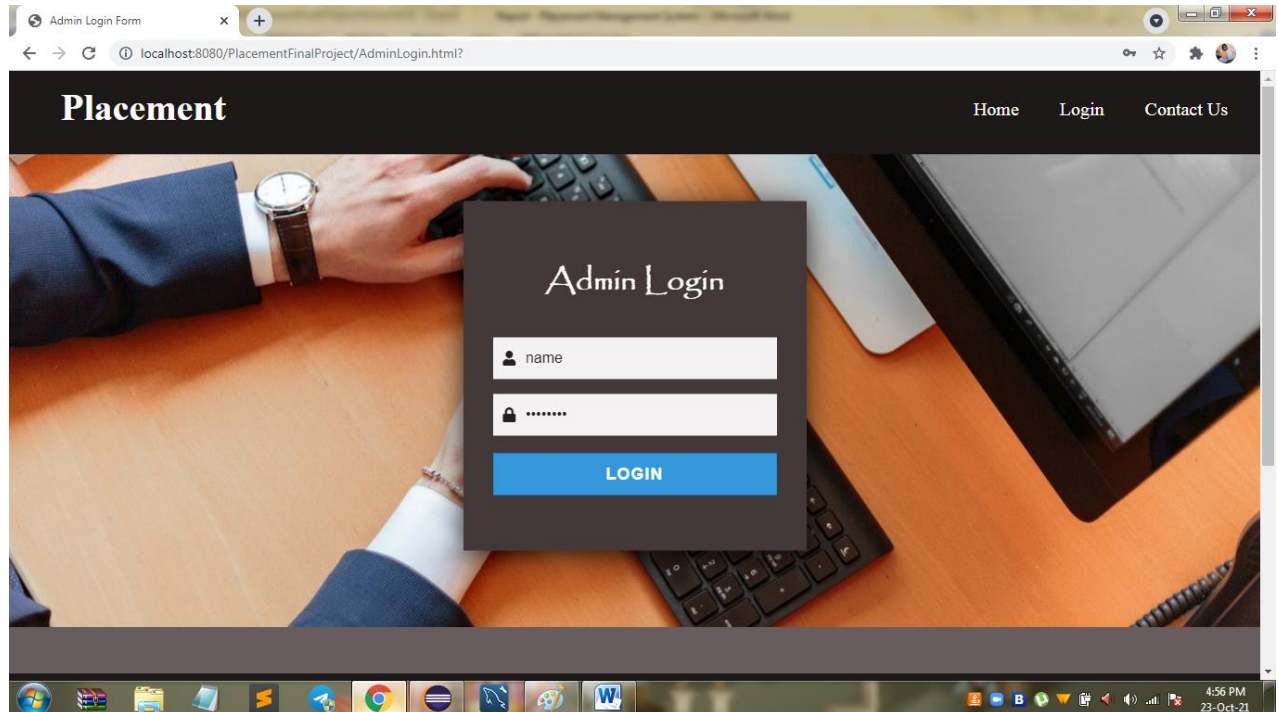 Admin Login Form
localhost:8080/PlacementFinalProject/AdminLogin.html?
Placement
Home Login Contact Us
Admin Login
name
••••••••
LOGIN
4:56 PM
23-Oct-21